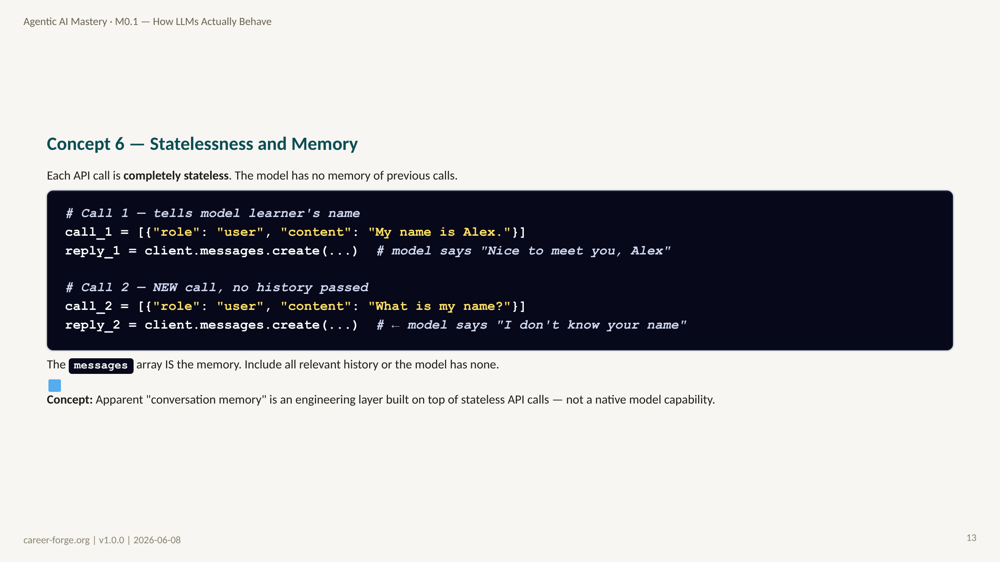 Agentic AI Mastery · M0.1 — How LLMs Actually Behave
Concept 6 — Statelessness and Memory
Each API call is completely stateless. The model has no memory of previous calls.
# Call 1 — tells model learner's name
call_1 = [{"role": "user", "content": "My name is Alex."}]
reply_1 = client.messages.create(...)  # model says "Nice to meet you, Alex"
# Call 2 — NEW call, no history passed
call_2 = [{"role": "user", "content": "What is my name?"}]
reply_2 = client.messages.create(...)  # ← model says "I don't know your name"
The messages array IS the memory. Include all relevant history or the model has none.
Concept: Apparent "conversation memory" is an engineering layer built on top of stateless API calls — not a native model capability.
career-forge.org | v1.0.0 | 2026-06-08
13